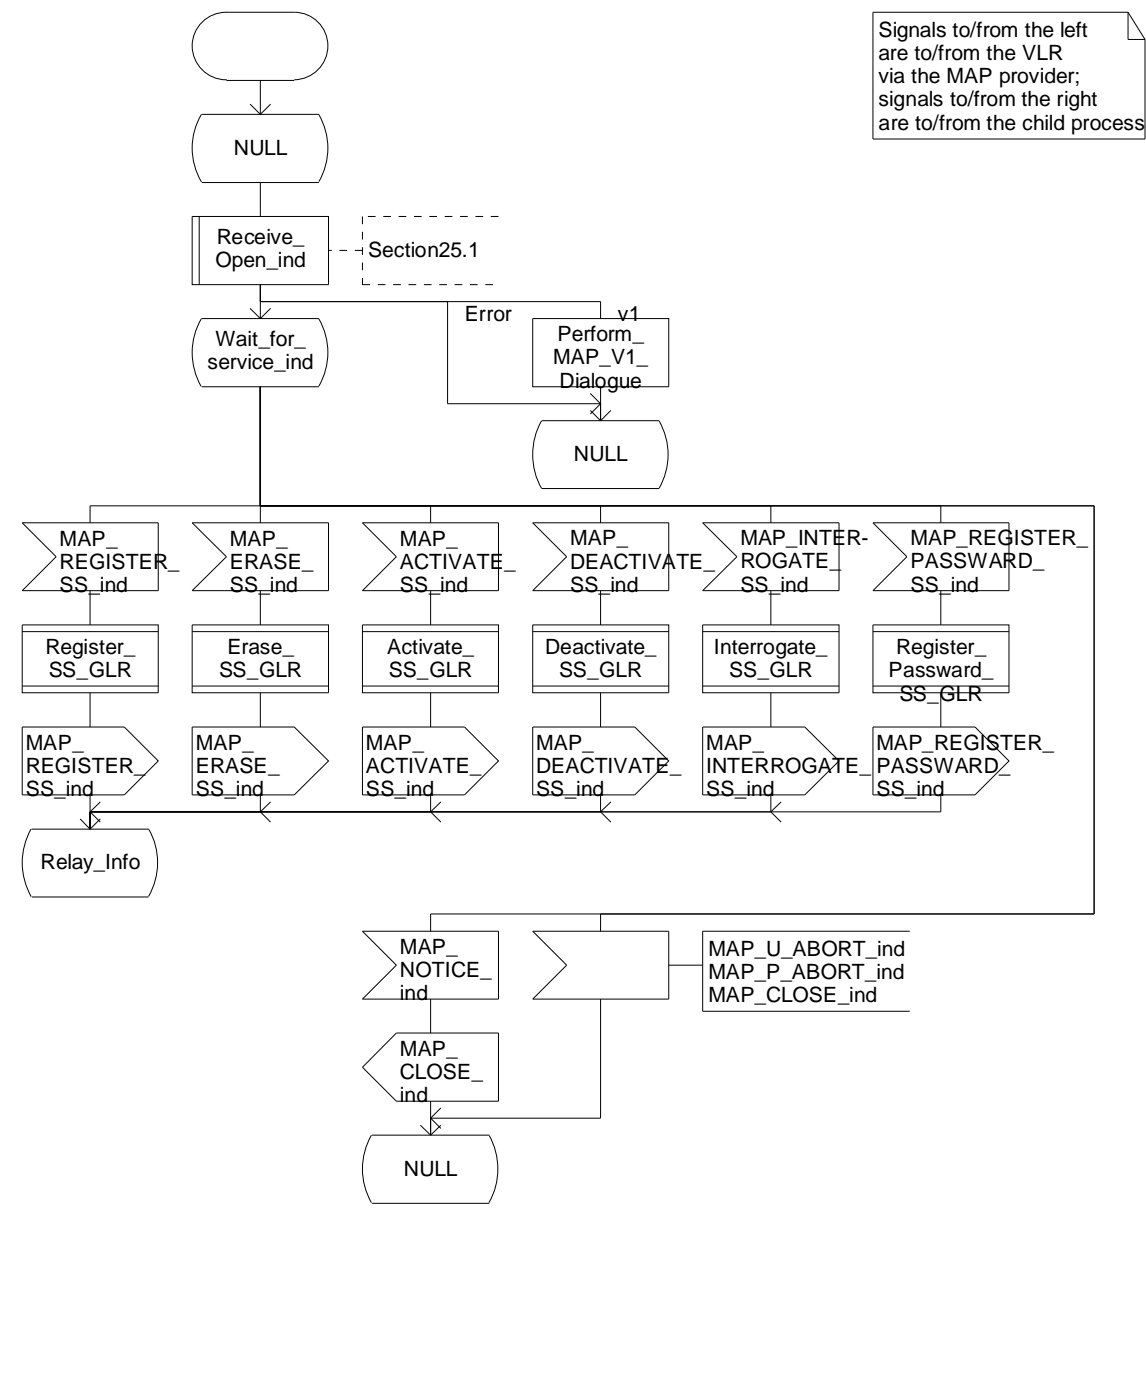 Signals to/from the left
are to/from the VLR
via the MAP provider;
signals to/from the right
are to/from the child process
NULL
Receive_
Open_ind
Section25.1
Error
v1
Wait_for_
service_ind
Perform_
MAP_V1_
Dialogue
NULL
MAP_
REGISTER_
SS_ind
MAP_
ERASE_
SS_ind
MAP_
ACTIVATE_
SS_ind
MAP_
DEACTIVATE_
SS_ind
MAP_INTER-
ROGATE_
SS_ind
MAP_REGISTER_
PASSWARD_
SS_ind
Register_
SS_GLR
Erase_
SS_GLR
Activate_
SS_GLR
Deactivate_
SS_GLR
Interrogate_
SS_GLR
Register_
Passward_
SS_GLR
MAP_
REGISTER_
SS_ind
MAP_
ERASE_
SS_ind
MAP_
ACTIVATE_
SS_ind
MAP_
DEACTIVATE_
SS_ind
MAP_
INTERROGATE_
SS_ind
MAP_REGISTER_
PASSWARD_
SS_ind
Relay_Info
MAP_
NOTICE_
ind
MAP_U_ABORT_ind
MAP_P_ABORT_ind
MAP_CLOSE_ind
MAP_
CLOSE_
ind
NULL